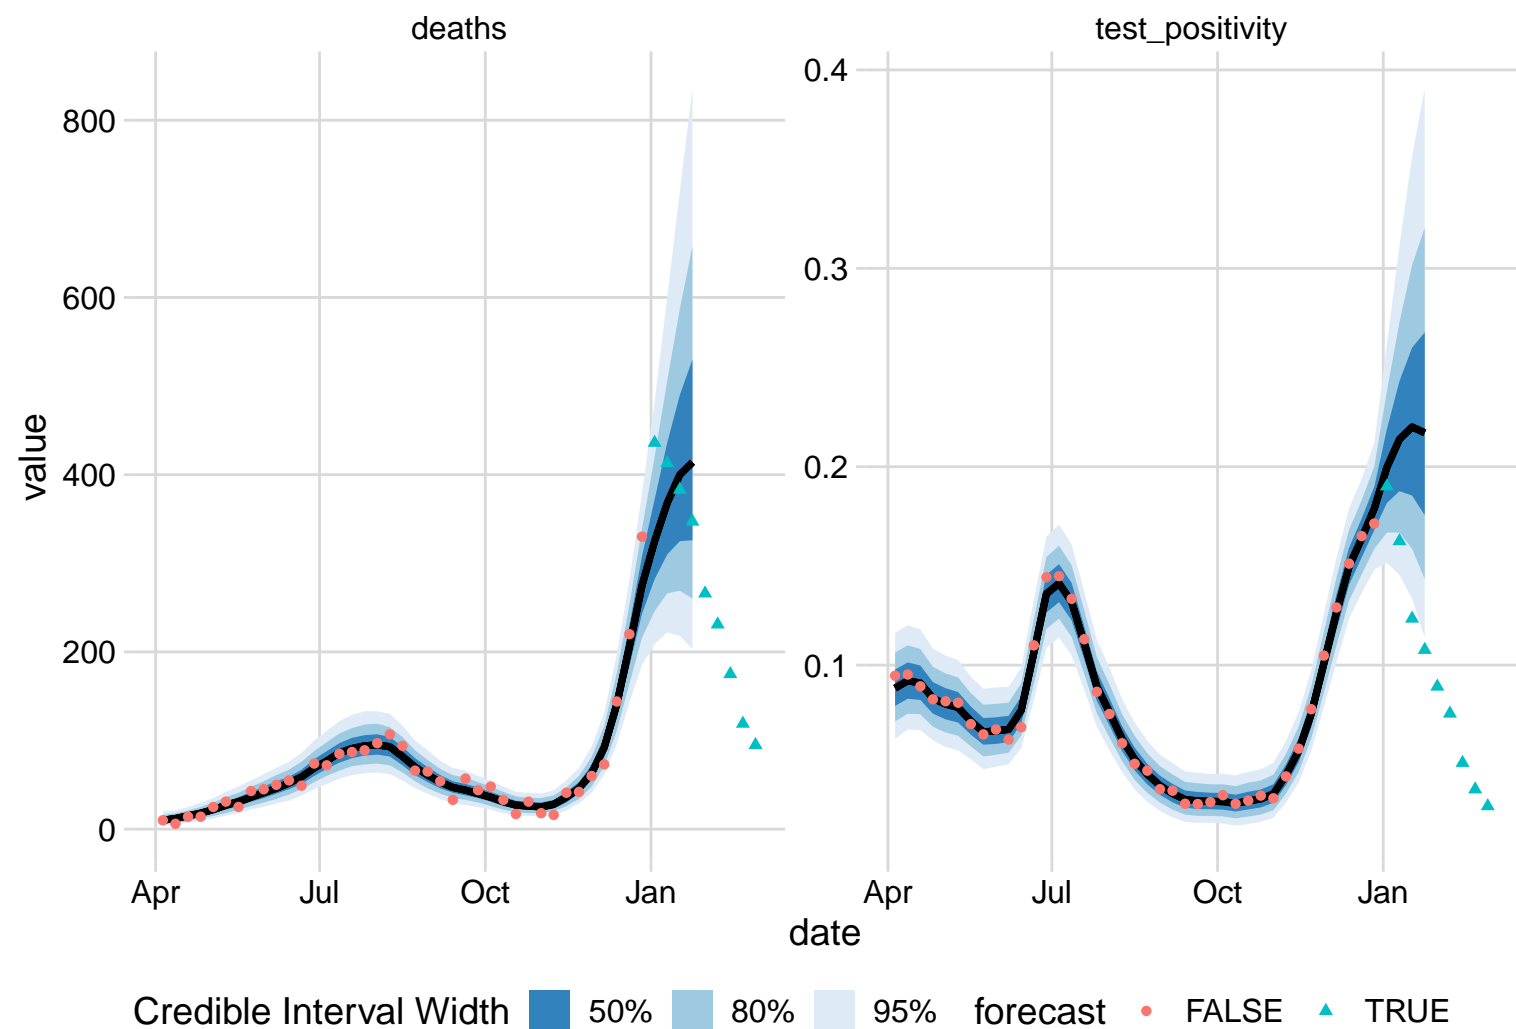 deaths
test_positivity
value
800
600
400
200
0
0.4
0.3
0.2
0.1
Apr Jul Oct Jan
Apr Jul Oct Jan
date
Credible Interval Width 50% 80% 95% forecast FALSE TRUE